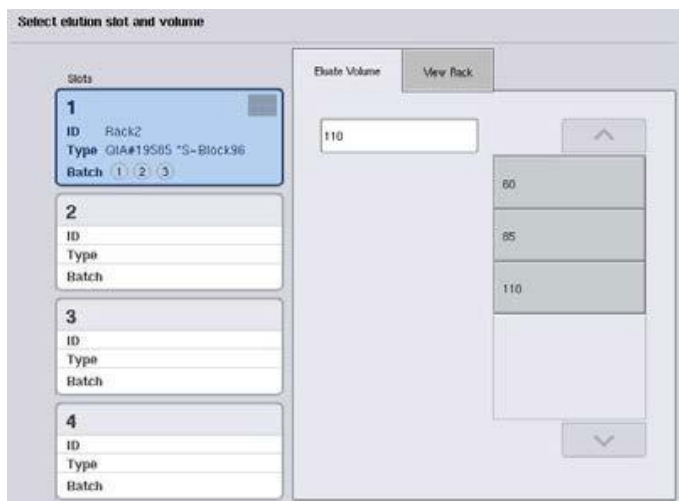 Select elution slot and volume
Slots
1
ID Rack2
Type QIA#19585 *S-Block96
Batch 1 2 3
2
ID
Type
Batch
3
ID
Type
Batch
4
ID
Type
Batch
Eluate Volume
View Rack
110
60
85
110